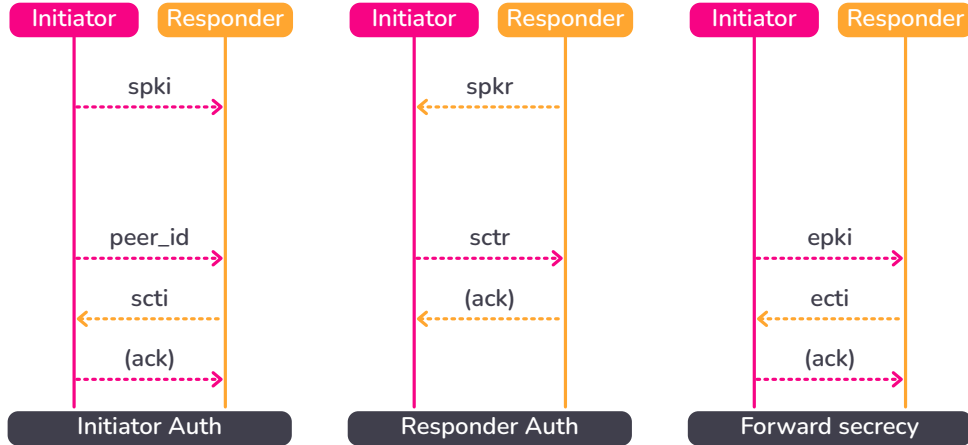 Initiator
Responder
spki
peer_id
scti
(ack)
Initiator Auth
Initiator
Responder
spkr
sctr
(ack)
Responder Auth
Initiator
Responder
epki
ecti
(ack)
Forward secrecy